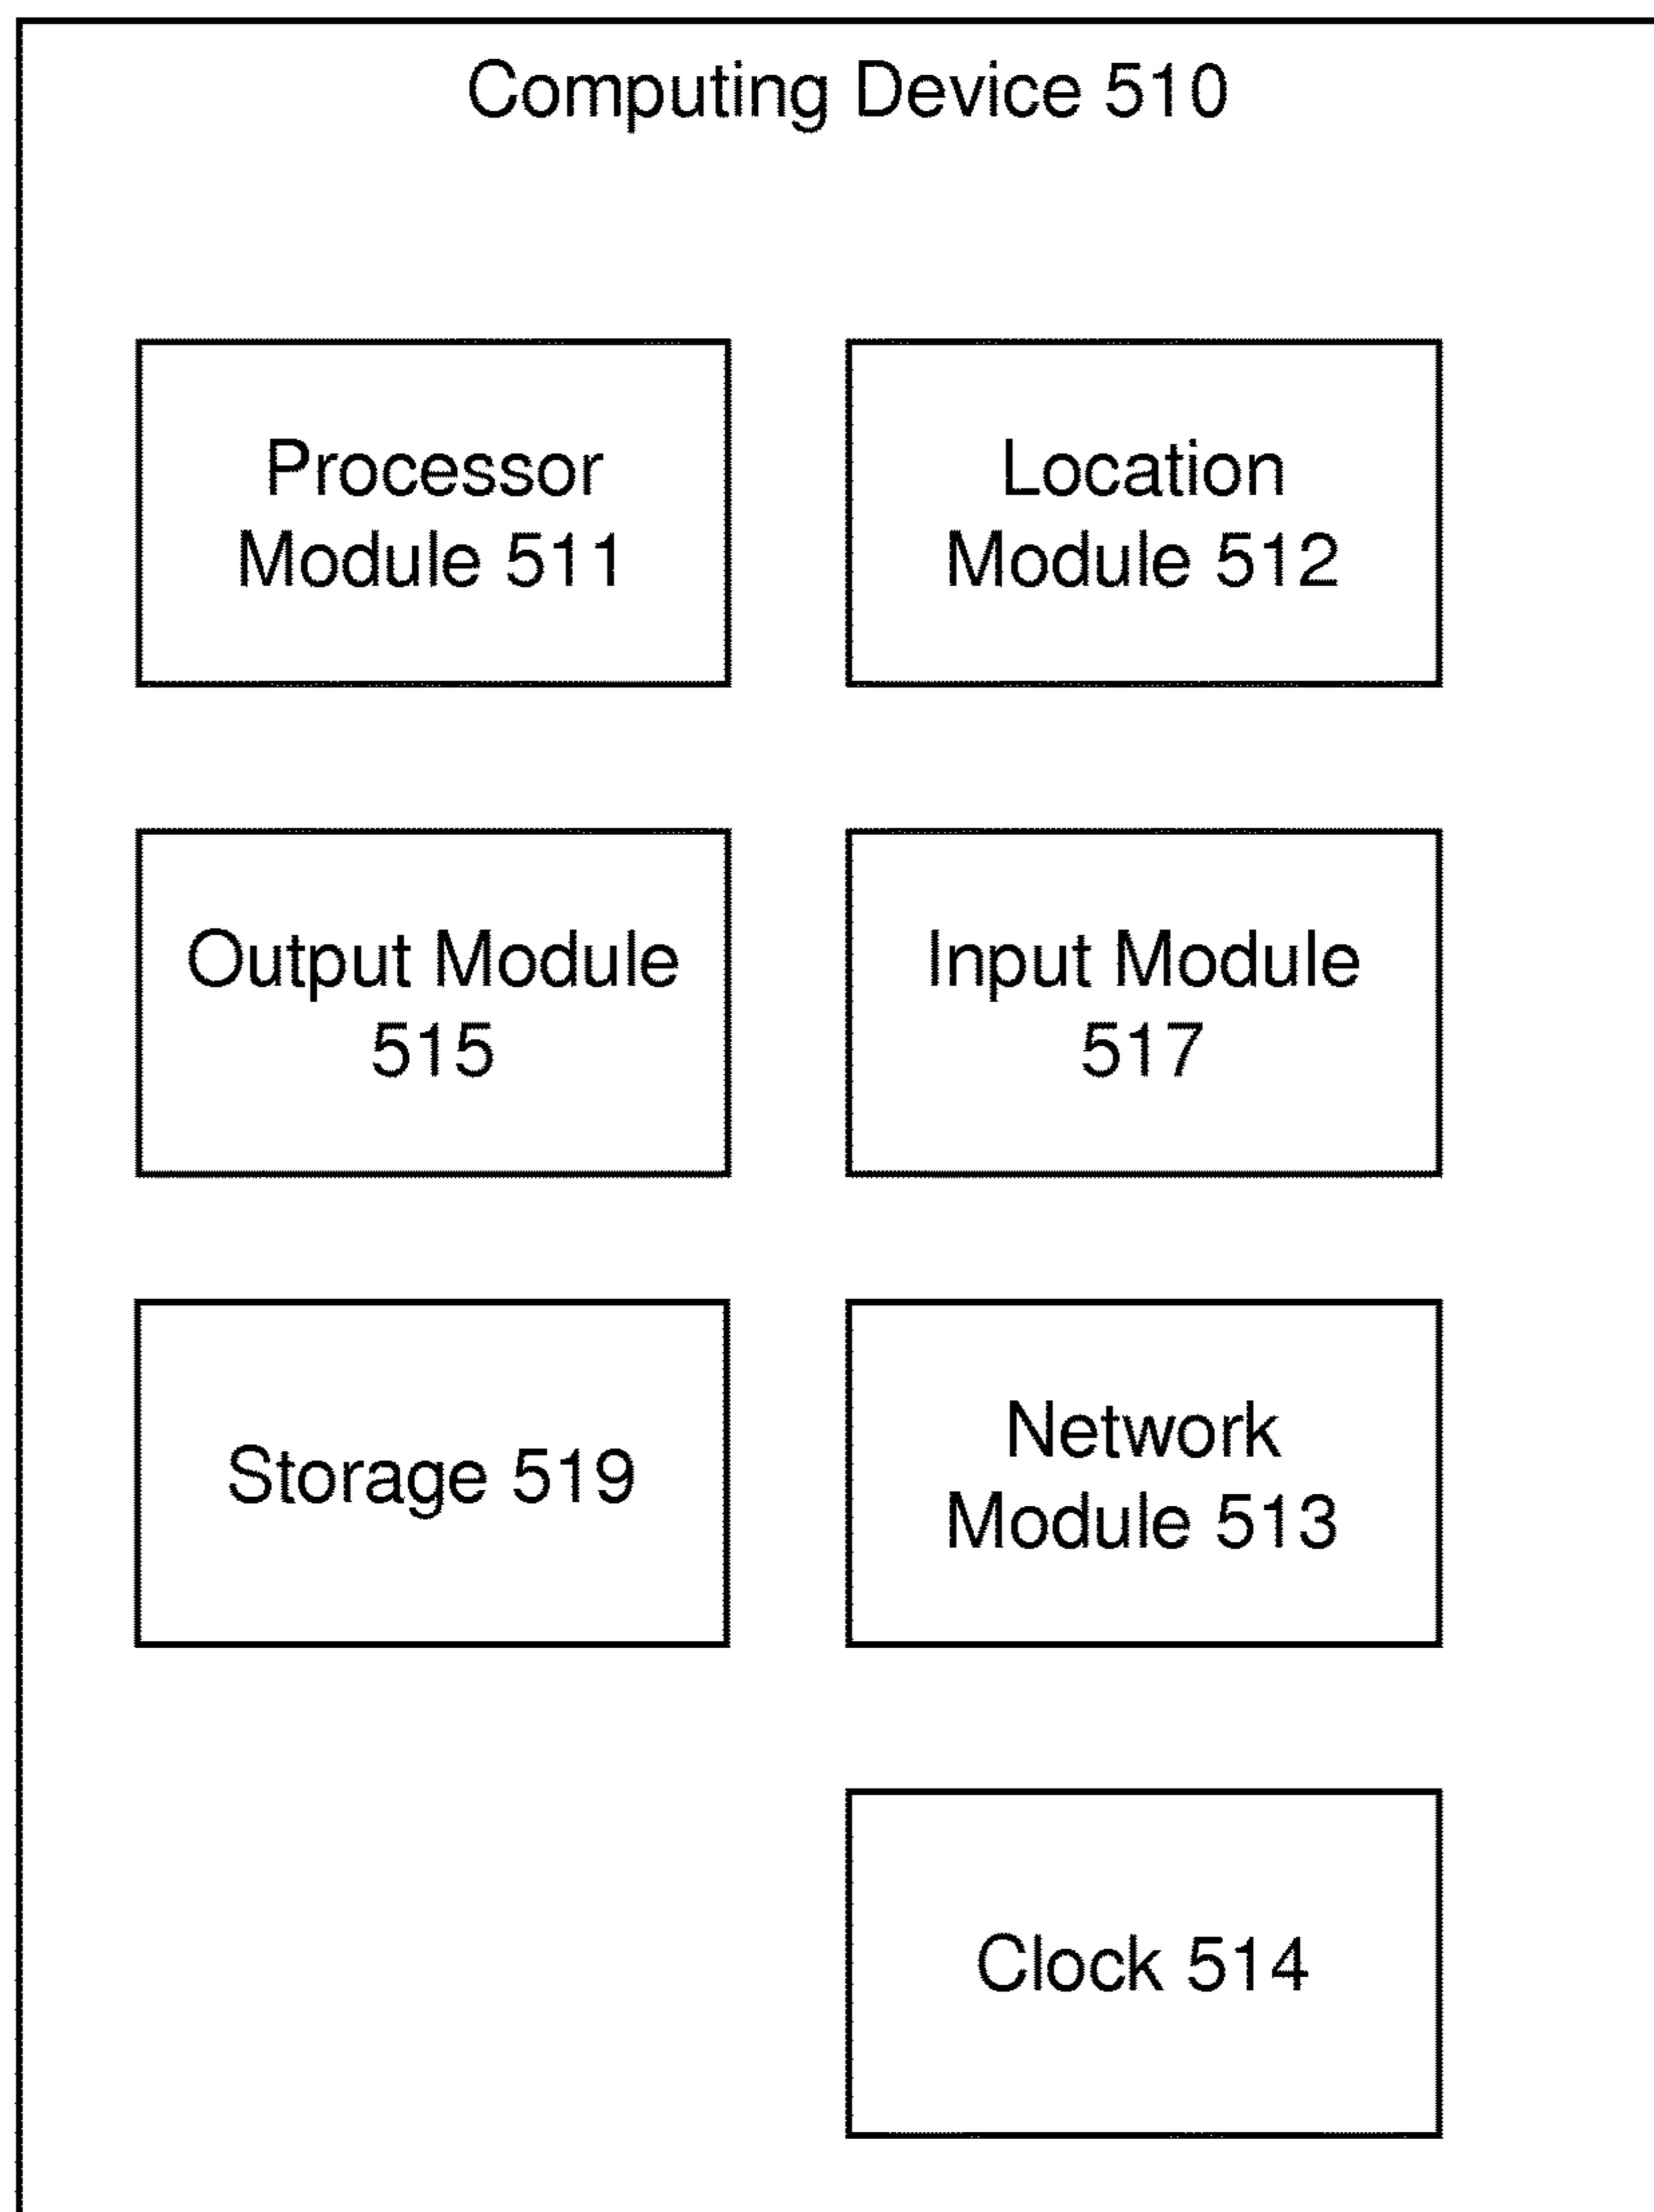 Computing Device 510
Processor
Module 511
Location
Module 512
Output Module
515
Input Module
517
Storage 519
Network
Module 513
Clock 514